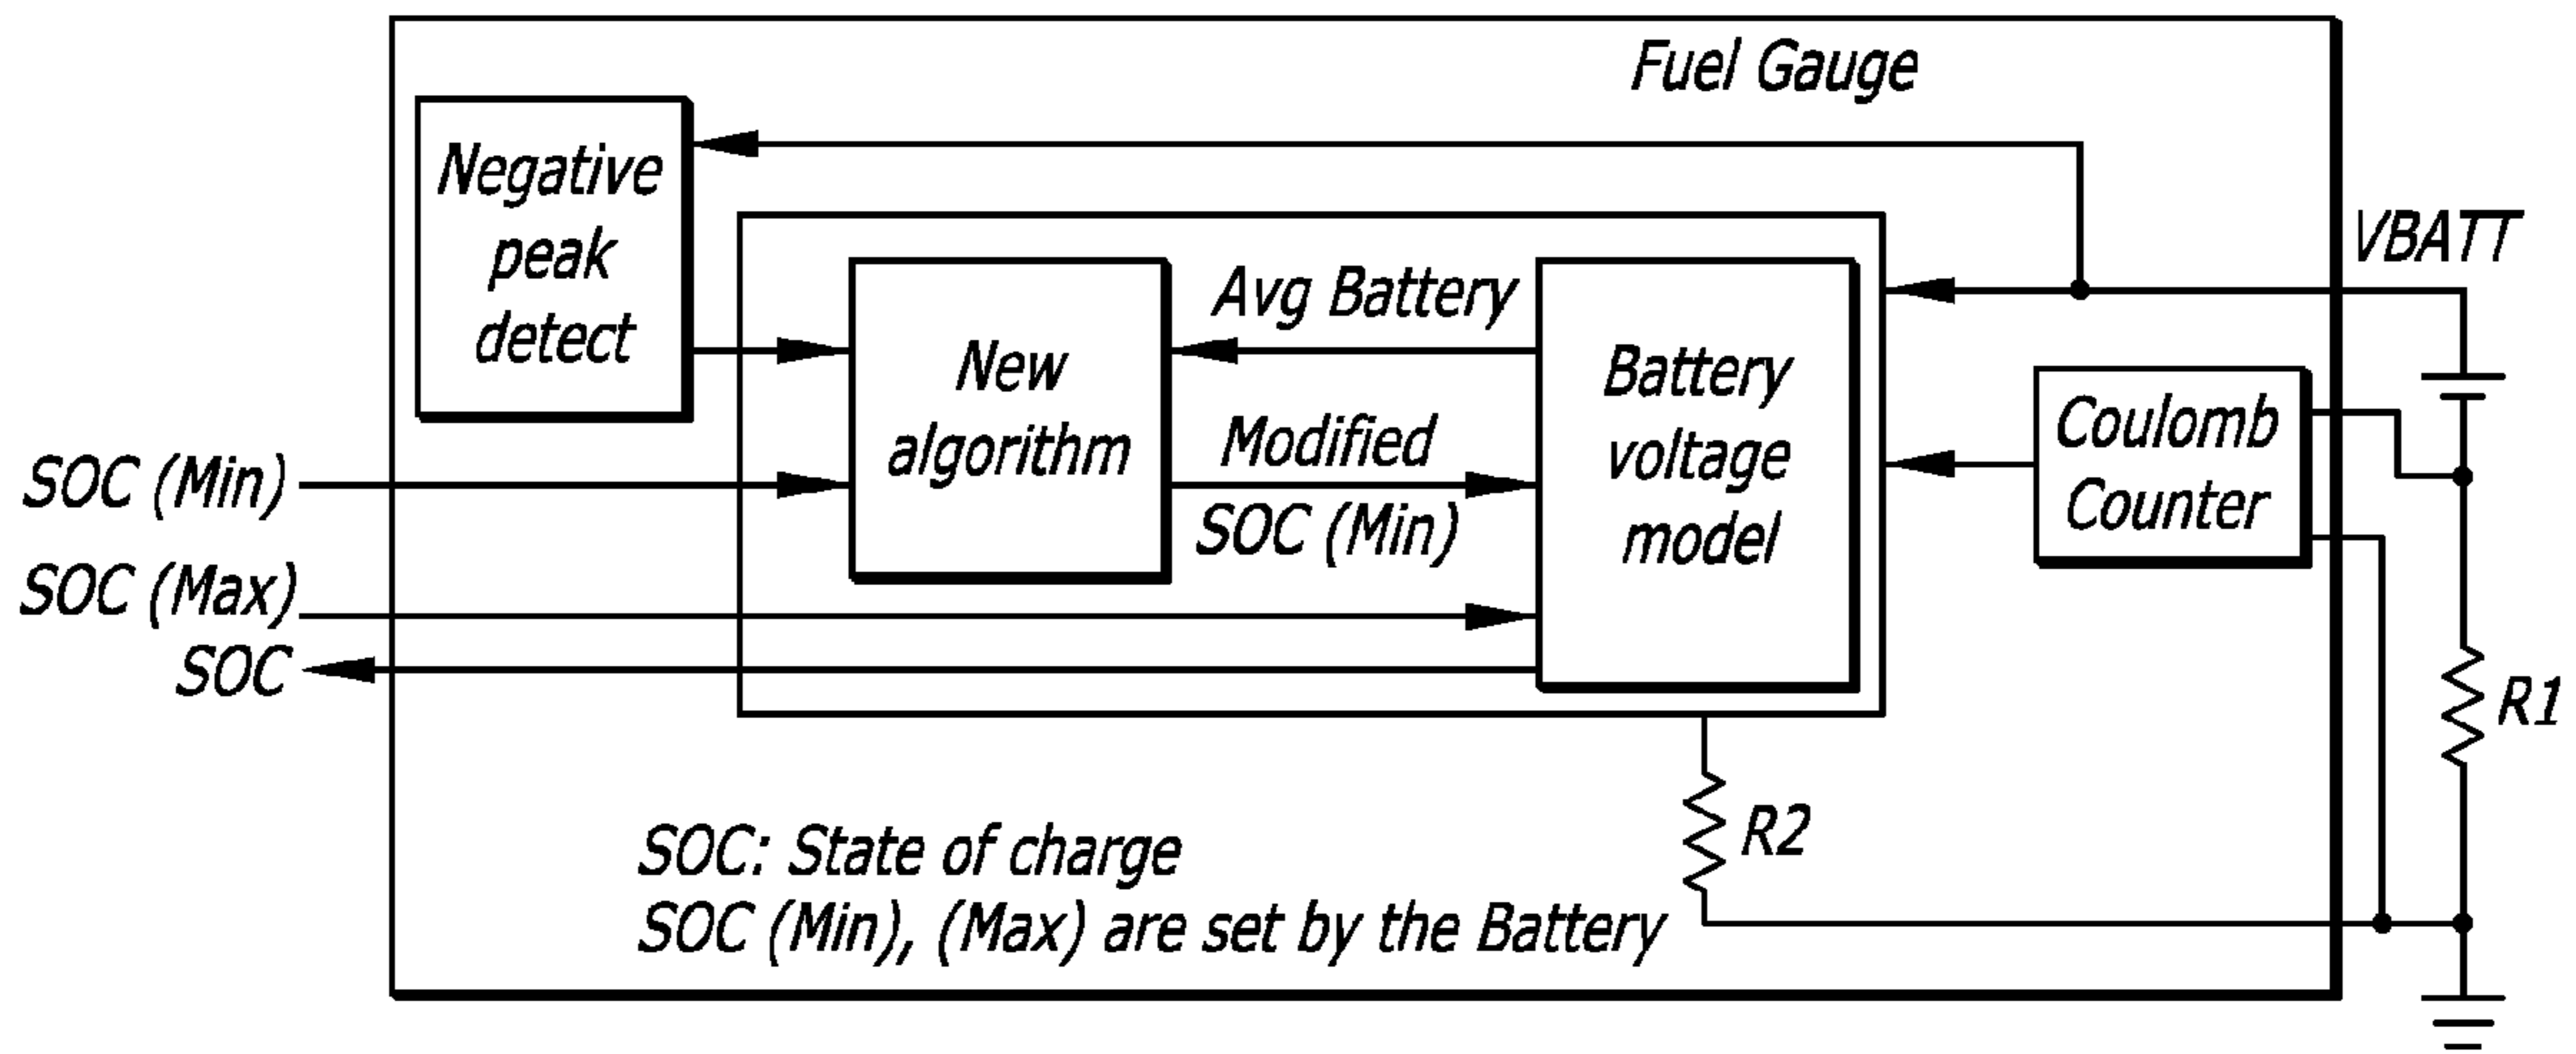 Fuel Gauge
Negative
peak
detect
VBATT
Avg Battery
New
algorithm
Battery
voltage
model
Coulomb
Counter
Modified
SOC (Min)
SOC (Min)
SOC (Max)
SOC
R1
R2
SOC: State of charge
SOC (Min), (Max) are set by the Battery